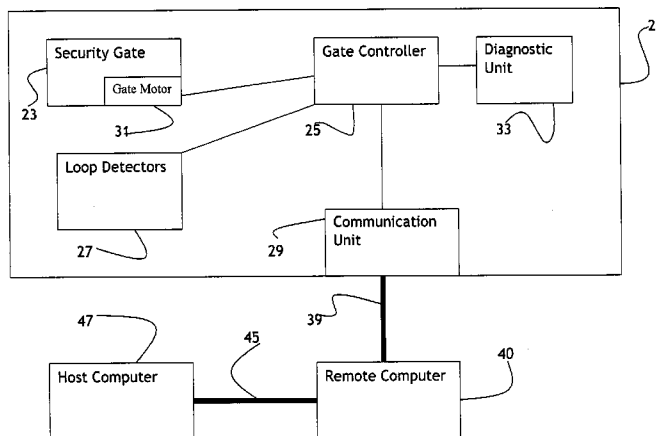 Security Gate
Gate Motor
Gate Controller
Diagnostic
Unit
2
23
31
25
33
Loop Detectors
27
29
Communication
Unit
39
47
45
40
Host Computer
Remote Computer